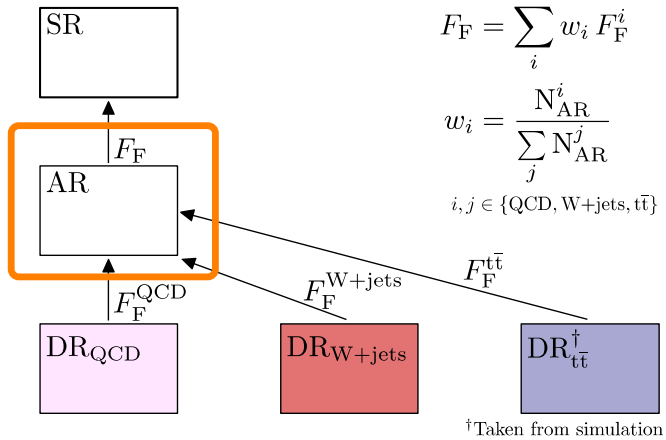 SR
F_F = ∑_i w_i F_F^i
w_i = N_AR^i / ∑_j N_AR^j
i, j ∈ {QCD, W+jets, tt̅}
F_F
AR
F_F^QCD
F_F^W+jets
F_F^tt̅
DR_QCD
DR_W+jets
DR_tt̅^†
†Taken from simulation